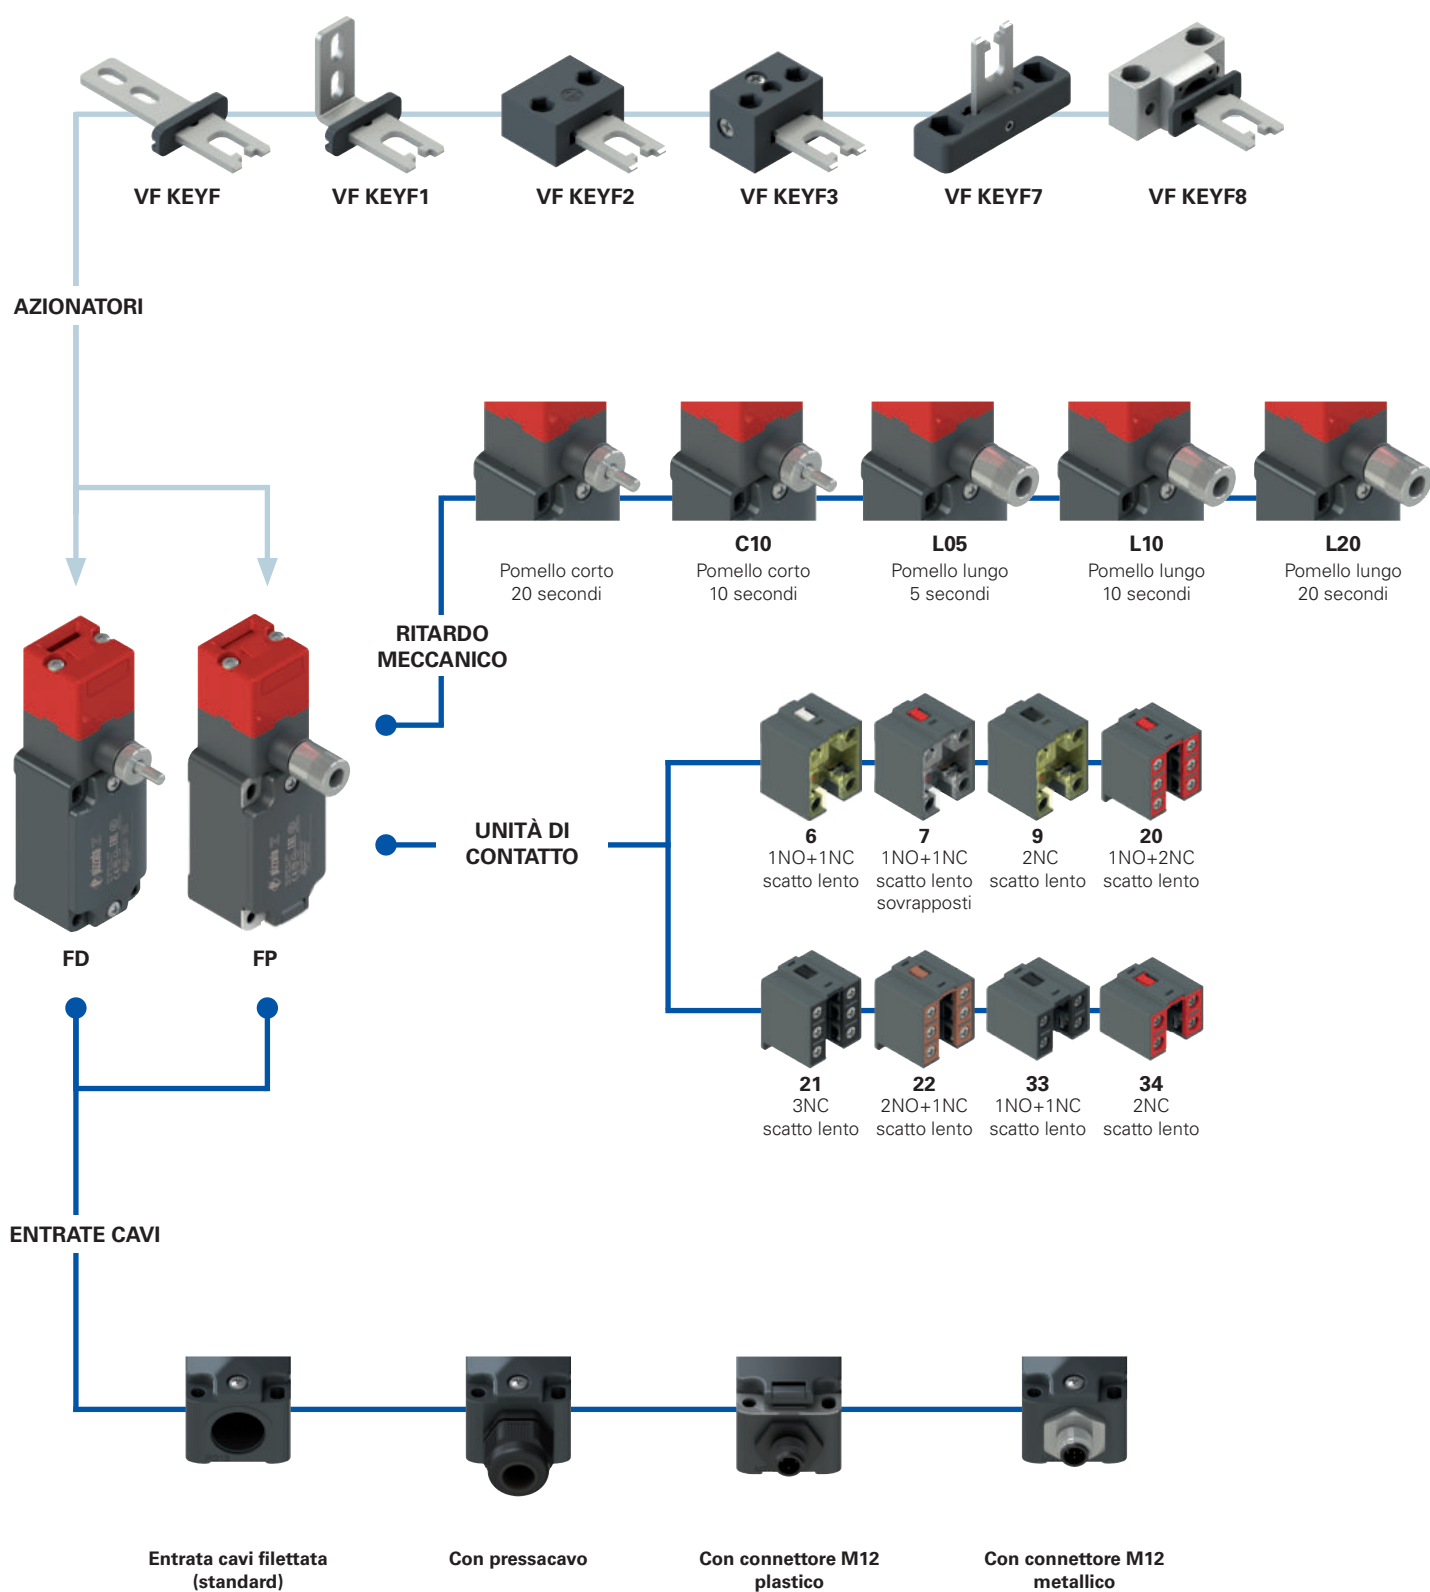 VF KEYF
VF KEYF1
VF KEYF2
VF KEYF3
VF KEYF7
VF KEYF8
AZIONATORI
Pomello corto
20 secondi
C10
Pomello corto
10 secondi
L05
Pomello lungo
5 secondi
L10
Pomello lungo
10 secondi
L20
Pomello lungo
20 secondi
RITARDO
MECCANICO
UNITÀ DI
CONTATTO
6
1NO+1NC
scatto lento
7
1NO+1NC
scatto lento
sovrapposti
9
2NC
scatto lento
20
1NO+2NC
scatto lento
FD
FP
21
3NC
scatto lento
22
2NO+1NC
scatto lento
33
1NO+1NC
scatto lento
34
2NC
scatto lento
ENTRATE CAVI
Entrata cavi filettata
(standard)
Con pressacavo
Con connettore M12
plastico
Con connettore M12
metallico